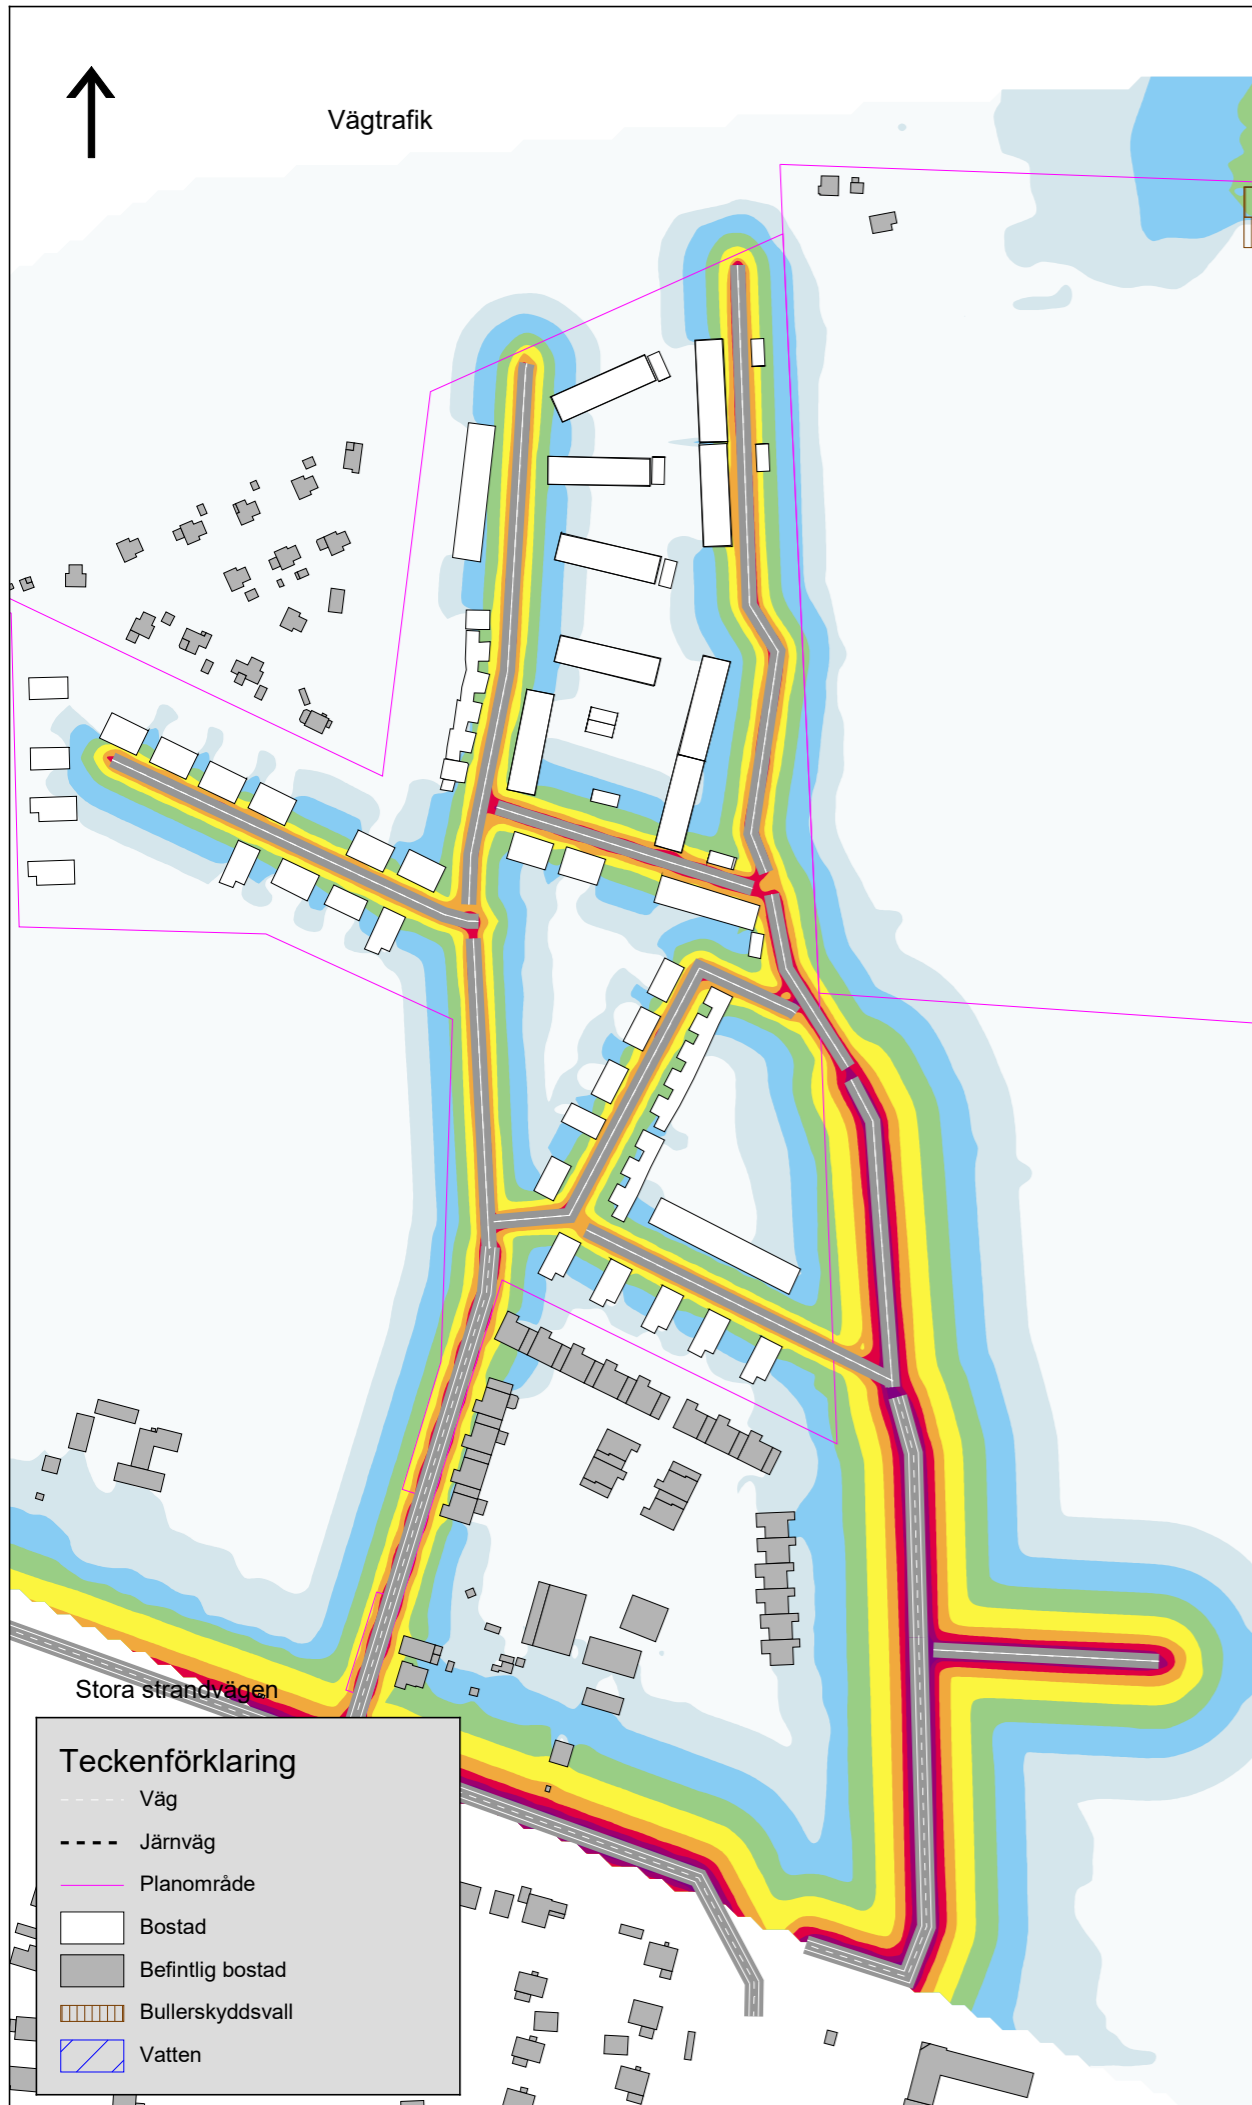 Vägtrafik
Stora strandvägen
Teckenförklaring
Väg
Järnväg
Planområde
Bostad
Befintlig bostad
Bullerskyddsvall
Vatten